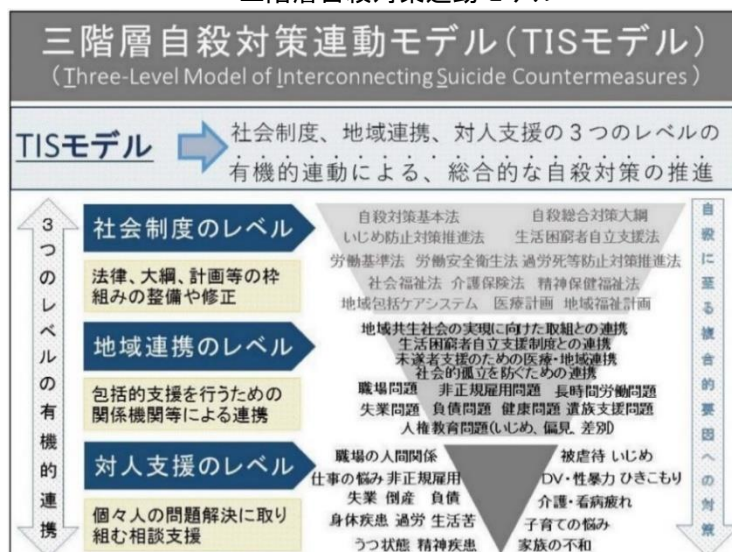 三階層自殺対策連動モデル(TISモデル)
(Three-Level Model of Interconnecting Suicide Countermeasures)
TISモデル
社会制度、地域連携、対人支援の3つのレベルの
有機的連動による、総合的な自殺対策の推進
3つのレベルの有機的連携
社会制度のレベル
法律、大綱、計画等の枠
組みの整備や修正
自殺対策基本法 自殺総合対策大綱
いじめ防止対策推進法 生活困窮者自立支援法
労働基準法 労働安全衛生法 過労死等防止対策推進法
社会福祉法 介護保険法 精神保健福祉法
地域包括ケアシステム 医療計画 地域福祉計画
地域連携のレベル
包括的支援を行うための
関係機関等による連携
地域共生社会の実現に向けた取組との連携
生活困窮者自立支援制度との連携
未遂者支援のための医療・地域連携
社会的孤立を防ぐための連携
職場問題 非正規雇用問題 長時間労働問題
失業問題 負債問題 健康問題 遺族支援問題
人権教育問題(いじめ、偏見、差別)
対人支援のレベル
個々人の問題解決に取り
組む相談支援
職場の人間関係 被虐待 いじめ
仕事の悩み 非正規雇用 DV・性暴力 ひきこもり
失業 倒産 負債 介護・看病疲れ
身体疾患 過労 生活苦 子育ての悩み
うつ状態 精神疾患 家族の不和
自殺に至る複合的要因への対策